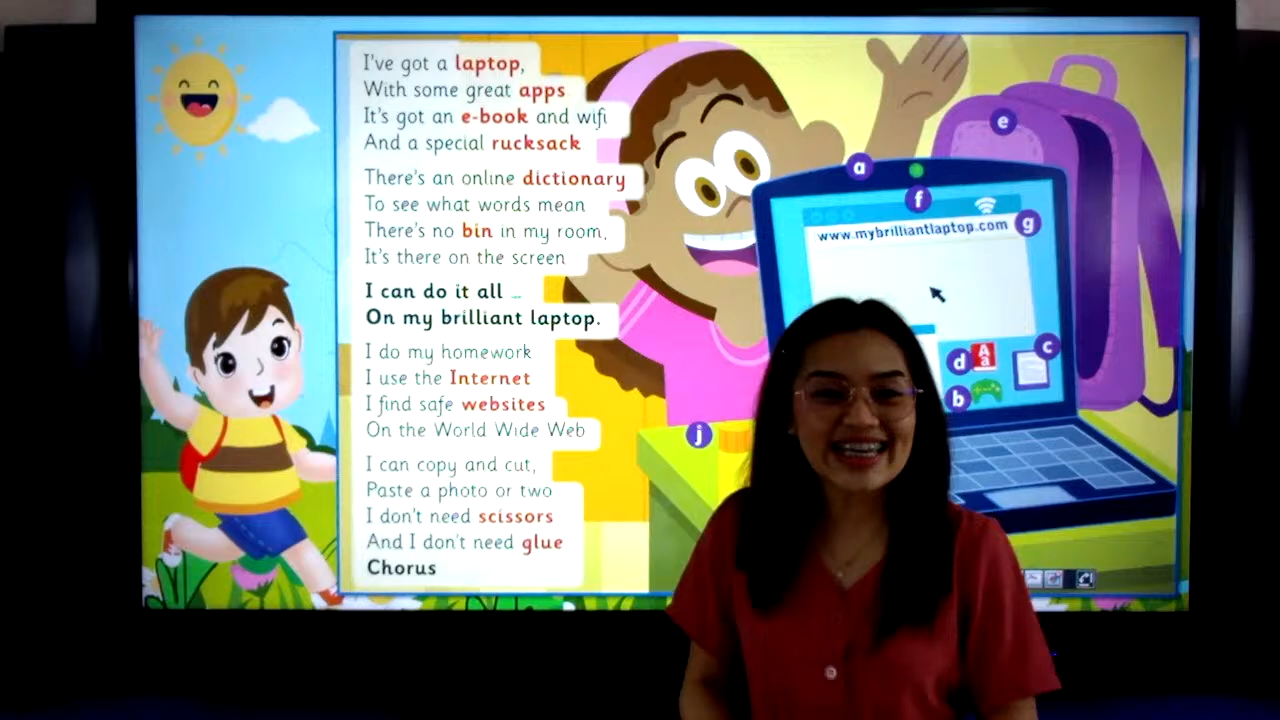 I've got a laptop,
With some great apps
It's got an e-book and wifi
And a special rucksack
There's an online dictionary
To see what words mean
There's no bin in my room,
It's there on the screen
I can do it all
On my brilliant laptop.
I do my homework
I use the Internet
I find safe websites
On the World Wide Web
I can copy and cut,
Paste a photo or two
I don't need scissors
And I don't need glue
Chorus
e
a
f
g
www.mybrilliantlaptop.com
c
d
A
b
j